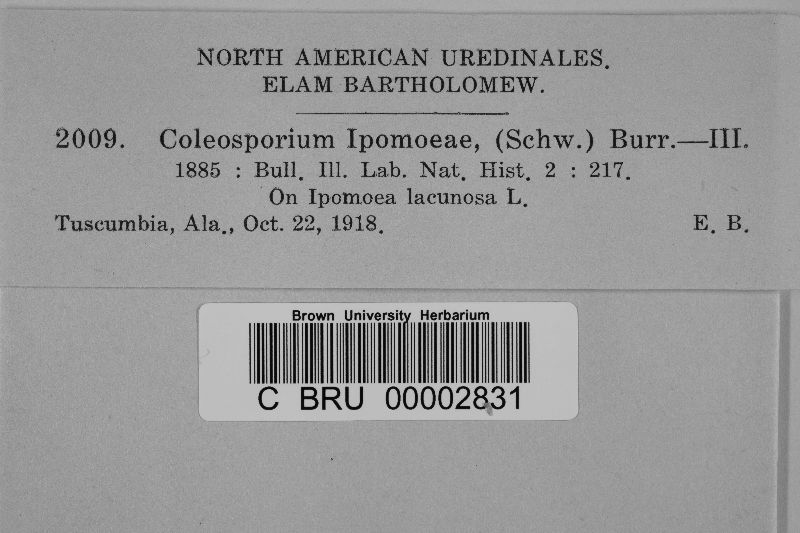 NORTH AMERICAN UREDINALES.
ELAM BARTHOLOMEW.
2009. Coleosporium Ipomoeae, (Schw.) Burr.—III.
1885 : Bull. Ill. Lab. Nat. Hist. 2 : 217.
On Ipomoea lacunosa L.
Tuscumbia, Ala., Oct. 22, 1918. E. B.
Brown University Herbarium
C BRU 00002831